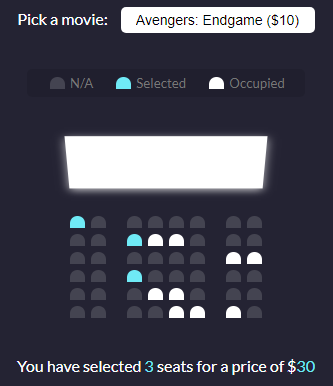 Pick a movie: Avengers: Endgame ($10)
N/A Selected Occupied
You have selected 3 seats for a price of $30